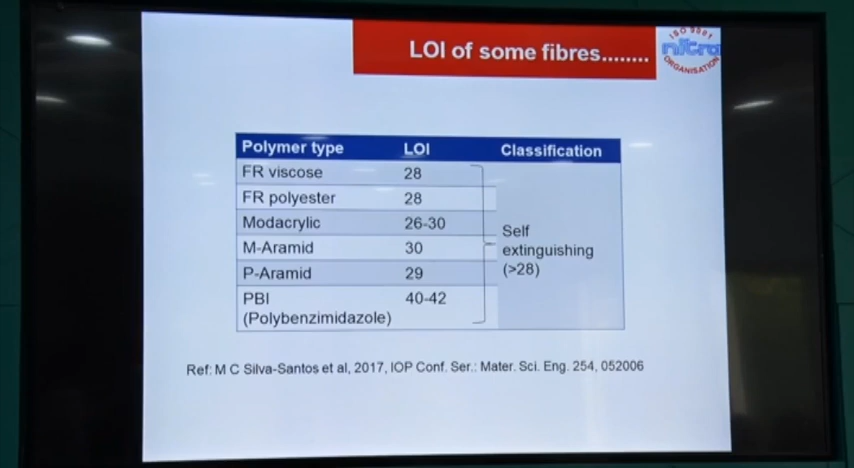 LOI of some fibres........
ISO 9001
nitra
ORGANISATION
Polymer type LOI Classification
FR viscose 28
FR polyester 28
Modacrylic 26-30
M-Aramid 30
P-Aramid 29
PBI 40-42
(Polybenzimidazole)
Self
extinguishing
(>28)
Ref: M C Silva-Santos et al, 2017, IOP Conf. Ser.: Mater. Sci. Eng. 254, 052006